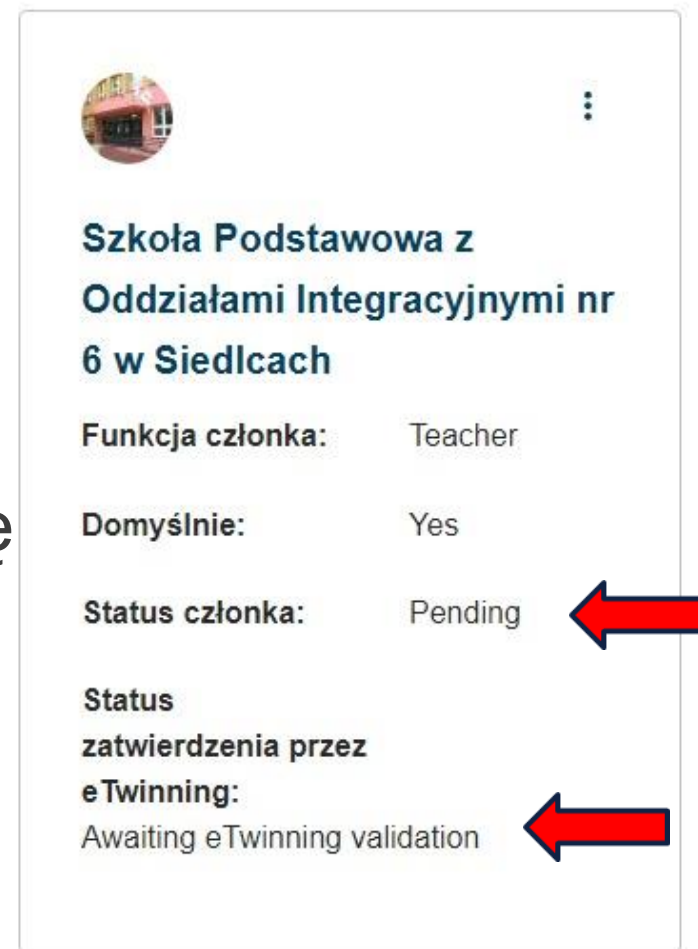 Szkoła Podstawowa z
Oddziałami Integracyjnymi nr
6 w Siedlcach
Funkcja członka: Teacher
ę
Domyślnie: Yes
Status członka: Pending
Status
zatwierdzenia przez
eTwinning:
Awaiting eTwinning validation